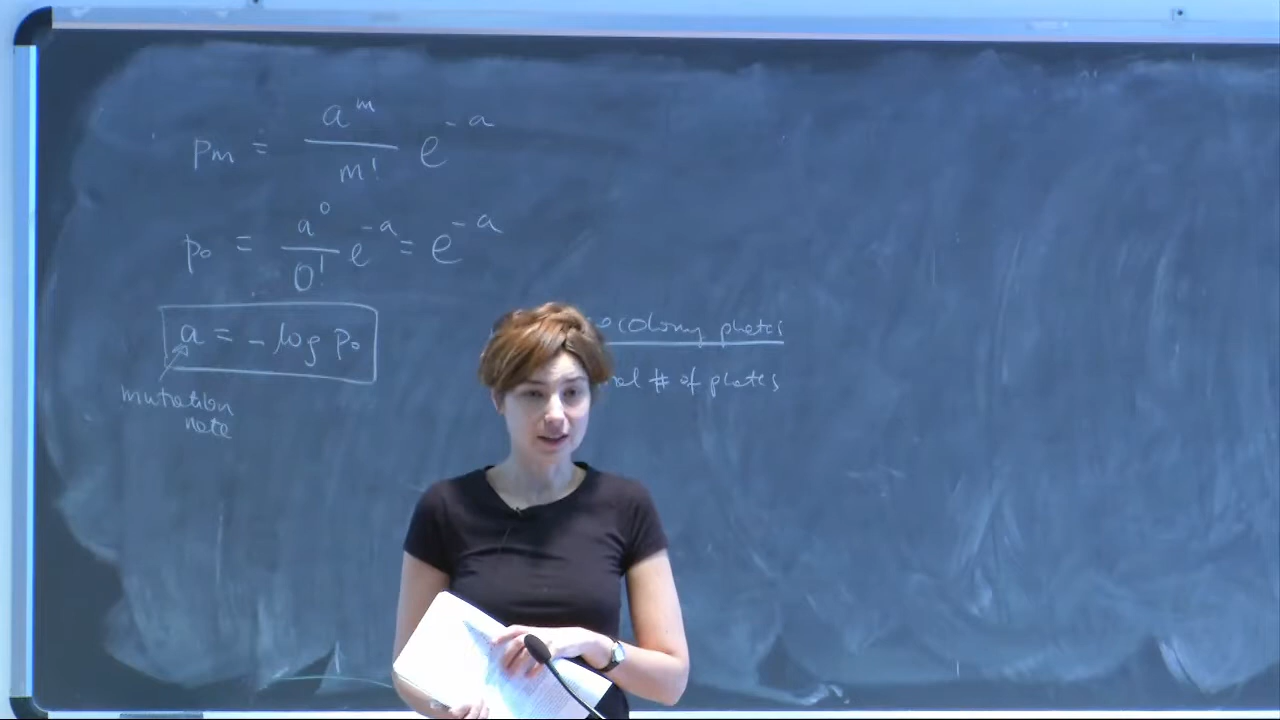 pm = a^m / m! e^-a
p0 = a^0 / 0! e^-a = e^-a
a = - log p0
mutation
rate
colony plates
# of plates